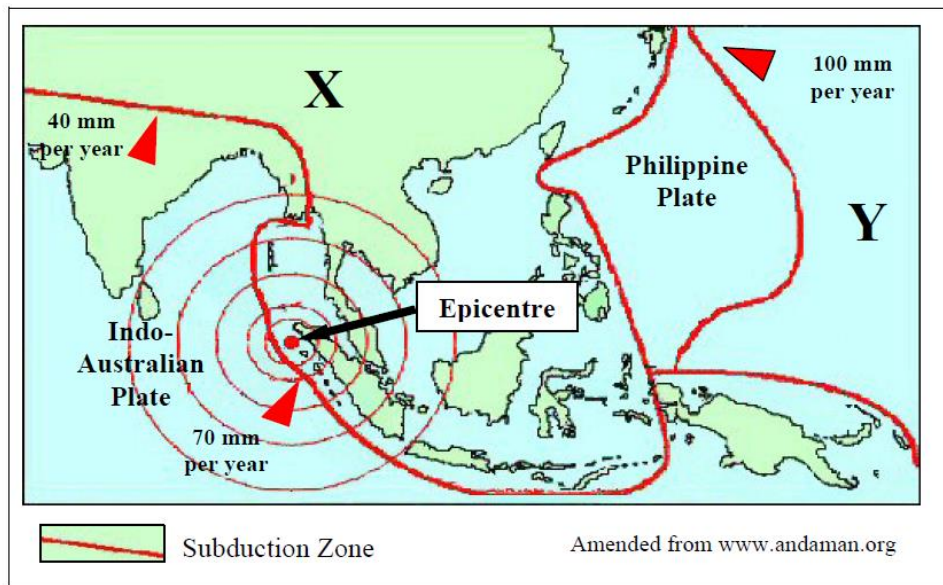 X
40 mm
per year
100 mm
per year
Philippine
Plate
Y
Epicentre
Indo-
Australian
Plate
70 mm
per year
Subduction Zone
Amended from www.andaman.org